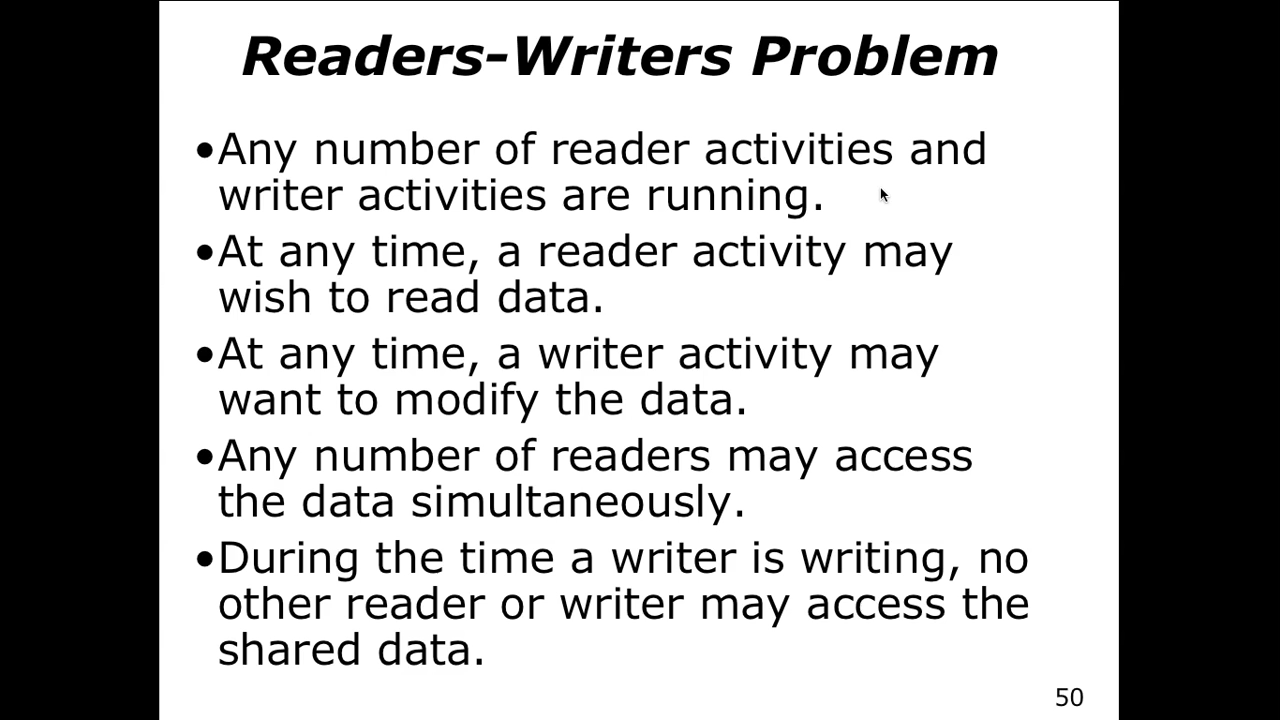 Readers-Writers Problem
•Any number of reader activities and
writer activities are running.
•At any time, a reader activity may
wish to read data.
•At any time, a writer activity may
want to modify the data.
•Any number of readers may access
the data simultaneously.
•During the time a writer is writing, no
other reader or writer may access the
shared data.
50